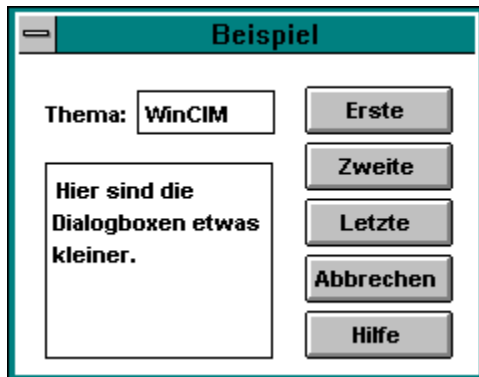 Beispiel
Thema: WinCIM
Hier sind die
Dialogboxen etwas
kleiner.
Erste
Zweite
Letzte
Abbrechen
Hilfe